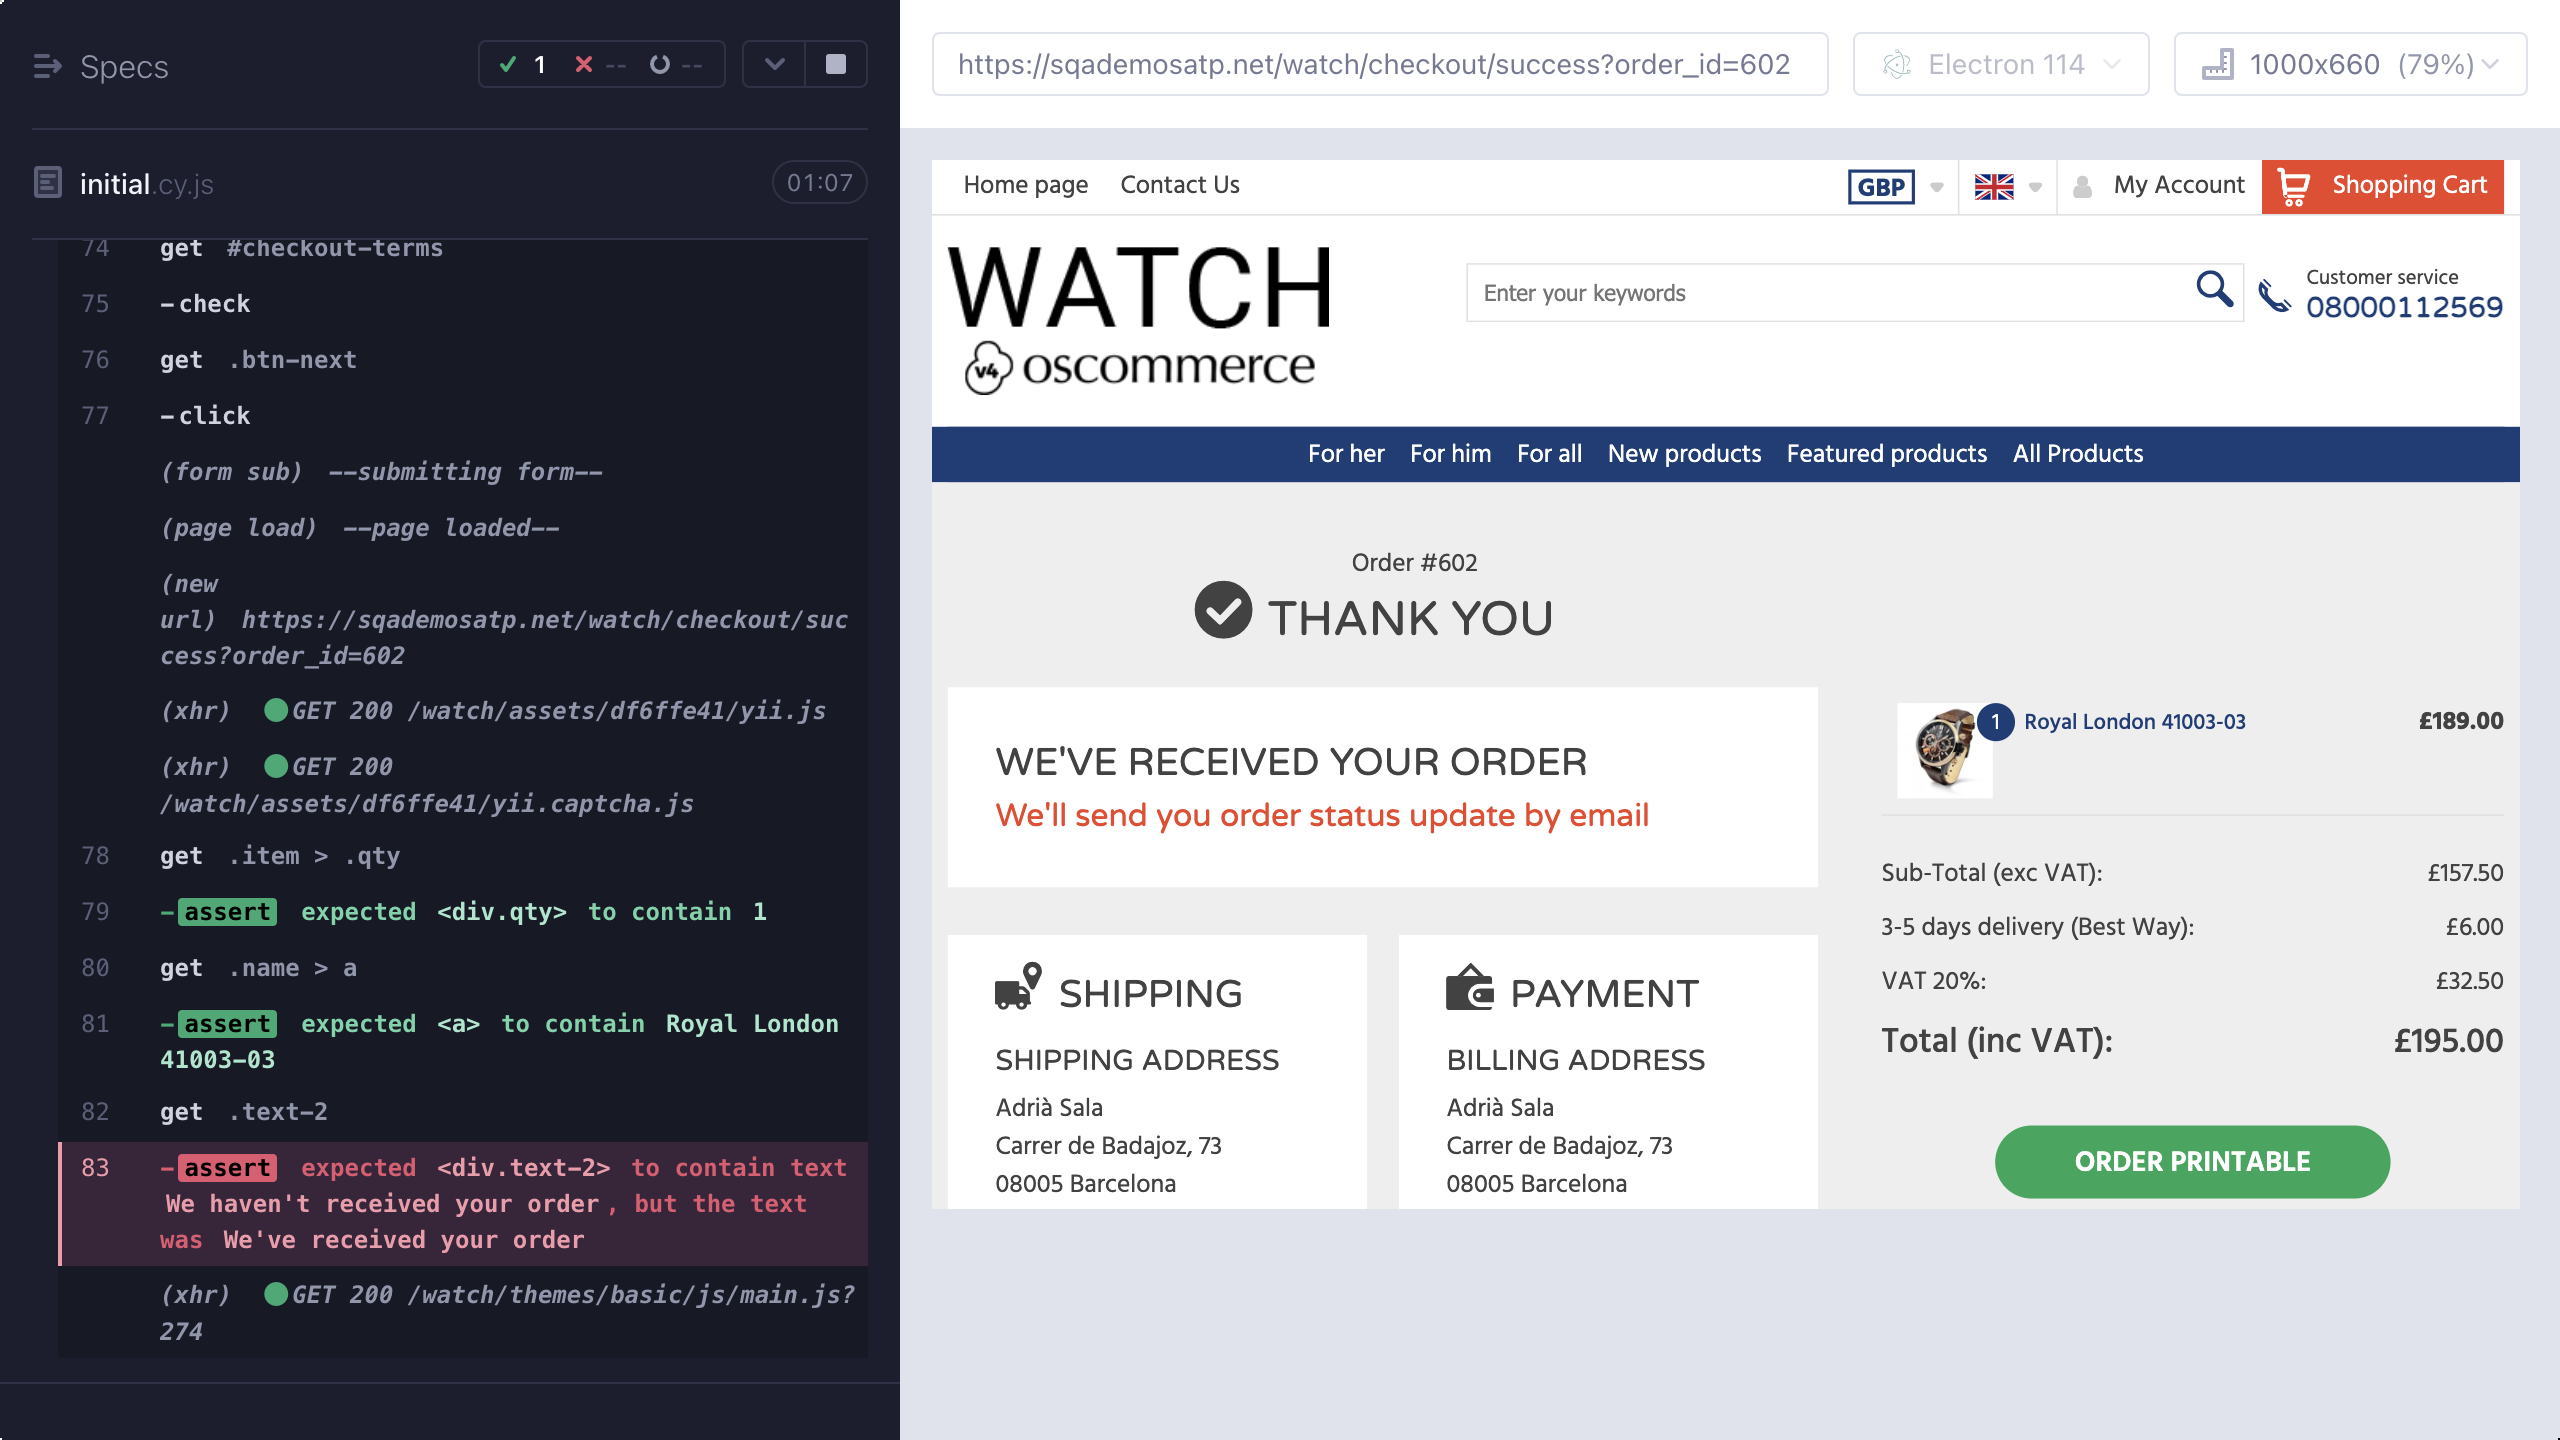 Specs
1 -- --
initial.cy.js
01:07
74 get #checkout-terms
75 -check
76 get .btn-next
77 -click
(form sub) --submitting form--
(page load) --page loaded--
(new
url) https://sqademosatp.net/watch/checkout/suc
cess?order_id=602
(xhr) GET 200 /watch/assets/df6ffe41/yii.js
(xhr) GET 200
/watch/assets/df6ffe41/yii.captcha.js
78 get .item > .qty
79 -assert expected <div.qty> to contain 1
80 get .name > a
81 -assert expected <a> to contain Royal London
41003-03
82 get .text-2
83 -assert expected <div.text-2> to contain text
We haven't received your order, but the text
was We've received your order
(xhr) GET 200 /watch/themes/basic/js/main.js?
274
https://sqademosatp.net/watch/checkout/success?order_id=602
Electron 114
1000x660 (79%)
Home page Contact Us
GBP
My Account
Shopping Cart
WATCH
v4 oscommerce
Enter your keywords
Customer service
08000112569
For her For him For all New products Featured products All Products
Order #602
THANK YOU
WE'VE RECEIVED YOUR ORDER
We'll send you order status update by email
SHIPPING
SHIPPING ADDRESS
Adrià Sala
Carrer de Badajoz, 73
08005 Barcelona
PAYMENT
BILLING ADDRESS
Adrià Sala
Carrer de Badajoz, 73
08005 Barcelona
1 Royal London 41003-03 £189.00
Sub-Total (exc VAT): £157.50
3-5 days delivery (Best Way): £6.00
VAT 20%: £32.50
Total (inc VAT): £195.00
ORDER PRINTABLE